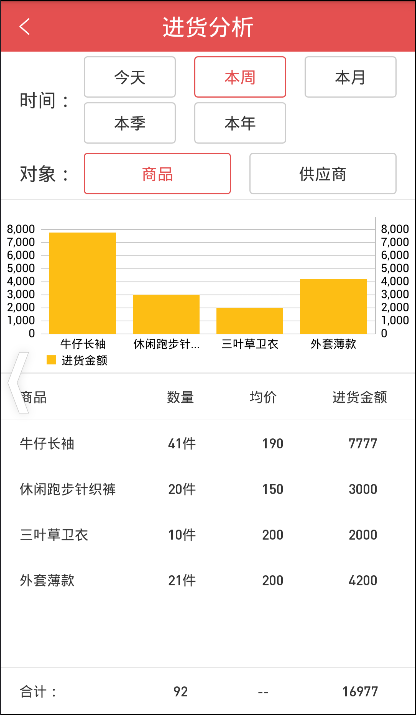 进货分析
时间： 今天 本周 本月
本季 本年
对象： 商品 供应商
8,000 8,000
7,000 7,000
6,000 6,000
5,000 5,000
4,000 4,000
3,000 3,000
2,000 2,000
1,000 1,000
0 0
牛仔长袖 休闲跑步针... 三叶草卫衣 外套薄款
进货金额
商品 数量 均价 进货金额
牛仔长袖 41件 190 7777
休闲跑步针织裤 20件 150 3000
三叶草卫衣 10件 200 2000
外套薄款 21件 200 4200
合计： 92 -- 16977